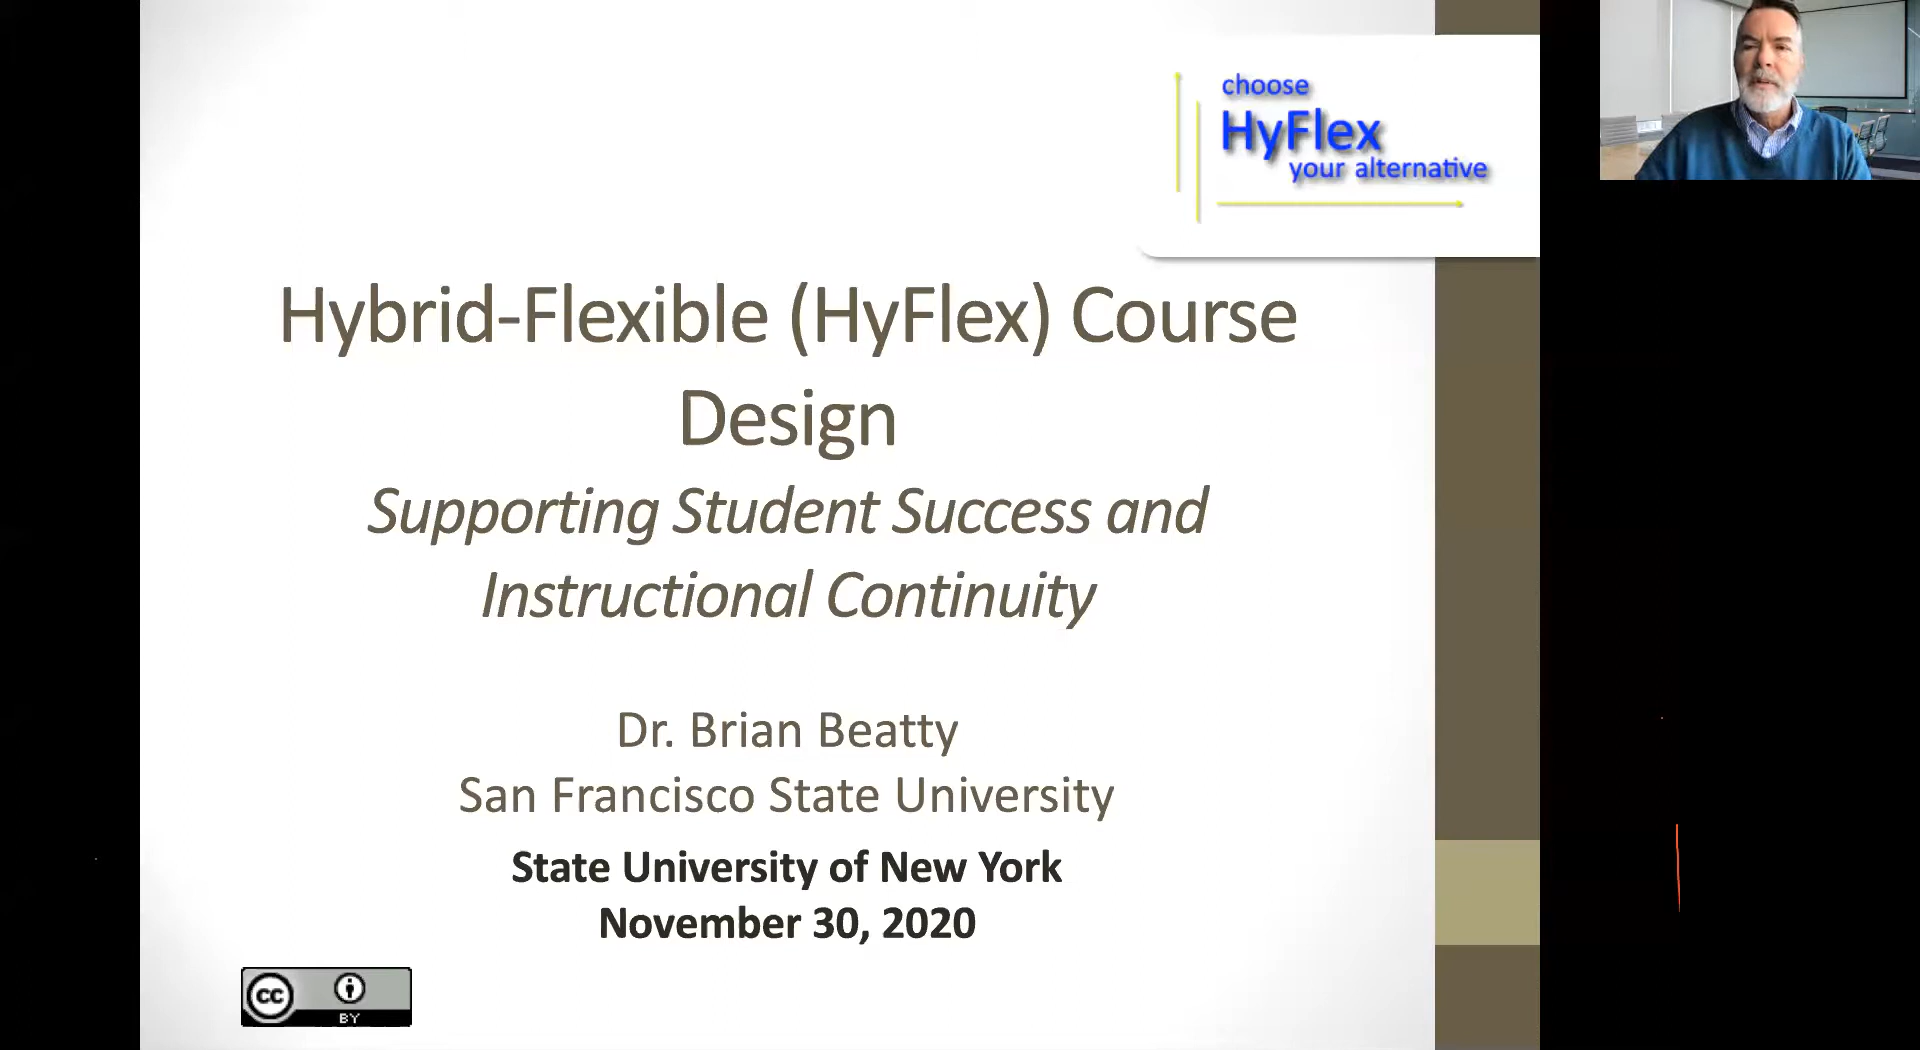 choose
HyFlex
your alternative
Hybrid-Flexible (HyFlex) Course
Design
Supporting Student Success and
Instructional Continuity
Dr. Brian Beatty
San Francisco State University
State University of New York
November 30, 2020
cc
BY